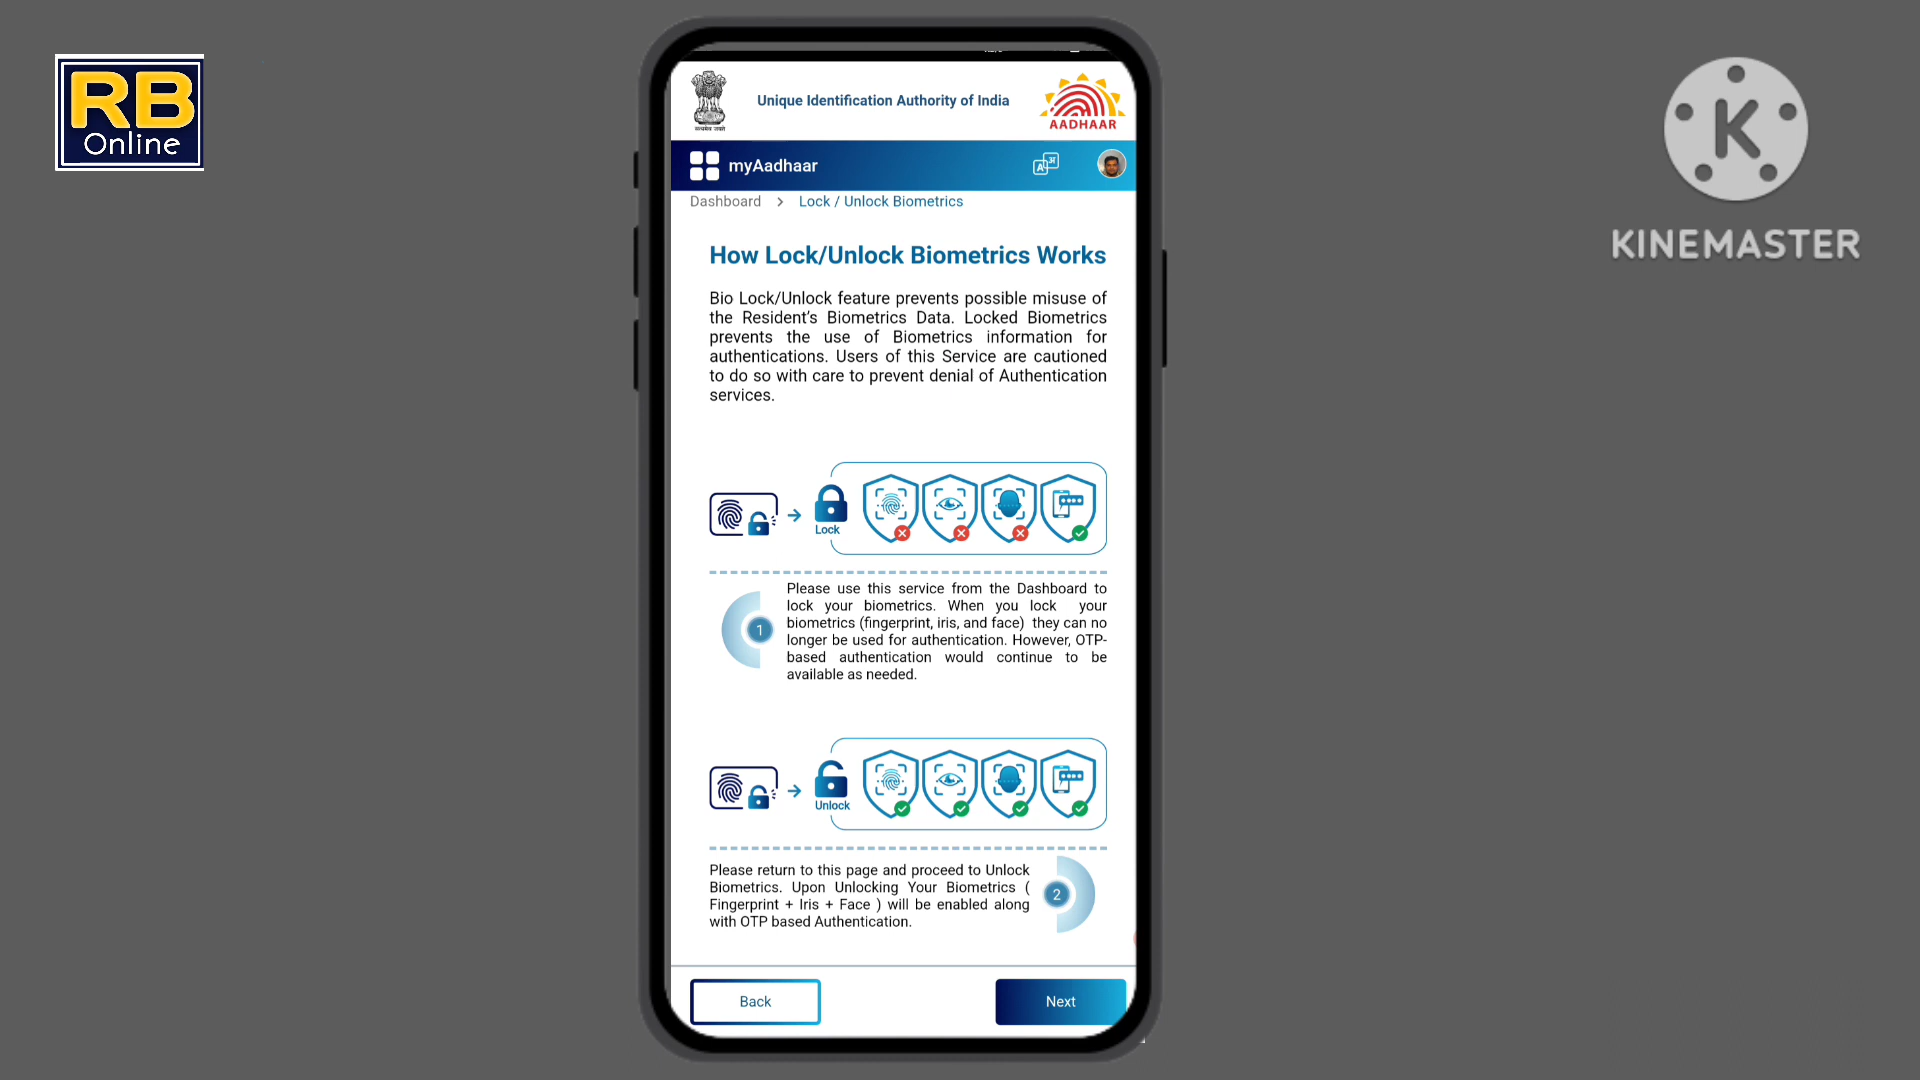 RB
Online
KINEMASTER
सत्यमेव जयते
Unique Identification Authority of India
AADHAAR
myAadhaar
Dashboard > Lock / Unlock Biometrics
How Lock/Unlock Biometrics Works
Bio Lock/Unlock feature prevents possible misuse of
the Resident's Biometrics Data. Locked Biometrics
prevents the use of Biometrics information for
authentications. Users of this Service are cautioned
to do so with care to prevent denial of Authentication
services.
Lock
1
Please use this service from the Dashboard to
lock your biometrics. When you lock your
biometrics (fingerprint, iris, and face) they can no
longer be used for authentication. However, OTP-
based authentication would continue to be
available as needed.
Unlock
Please return to this page and proceed to Unlock
Biometrics. Upon Unlocking Your Biometrics (
Fingerprint + Iris + Face ) will be enabled along
with OTP based Authentication.
2
Back
Next